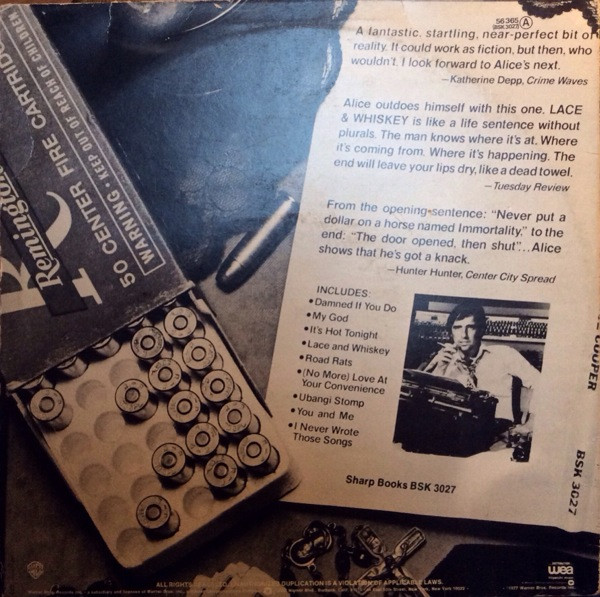 56 365 A
(BSK 3027)
A fantastic, startling, near-perfect bit of
reality. It could work as fiction, but then, who
wouldn't. I look forward to Alice's next.
—Katherine Depp, Crime Waves
Alice outdoes himself with this one. LACE
& WHISKEY is like a life sentence without
plurals. The man knows where it's at. Where
it's coming from. Where it's happening. The
end will leave your lips dry, like a dead towel.
—Tuesday Review
From the opening sentence: "Never put a
dollar on a horse named Immortality," to the
end: "The door opened, then shut"...Alice
shows that he's got a knack.
—Hunter Hunter, Center City Spread
INCLUDES:
•Damned If You Do
•My God
•It's Hot Tonight
•Lace and Whiskey
•Road Rats
•(No More) Love At
Your Convenience
•Ubangi Stomp
•You and Me
•I Never Wrote
Those Songs
Sharp Books BSK 3027
COOPER
BSK 3027
Remington
50 CENTER FIRE CARTRIDG
WARNING • KEEP OUT OF REACH OF CHILDREN
ALL RIGHTS
DUPLICATION IS A VIOLATION OF APPLICABLE LAWS.
wea